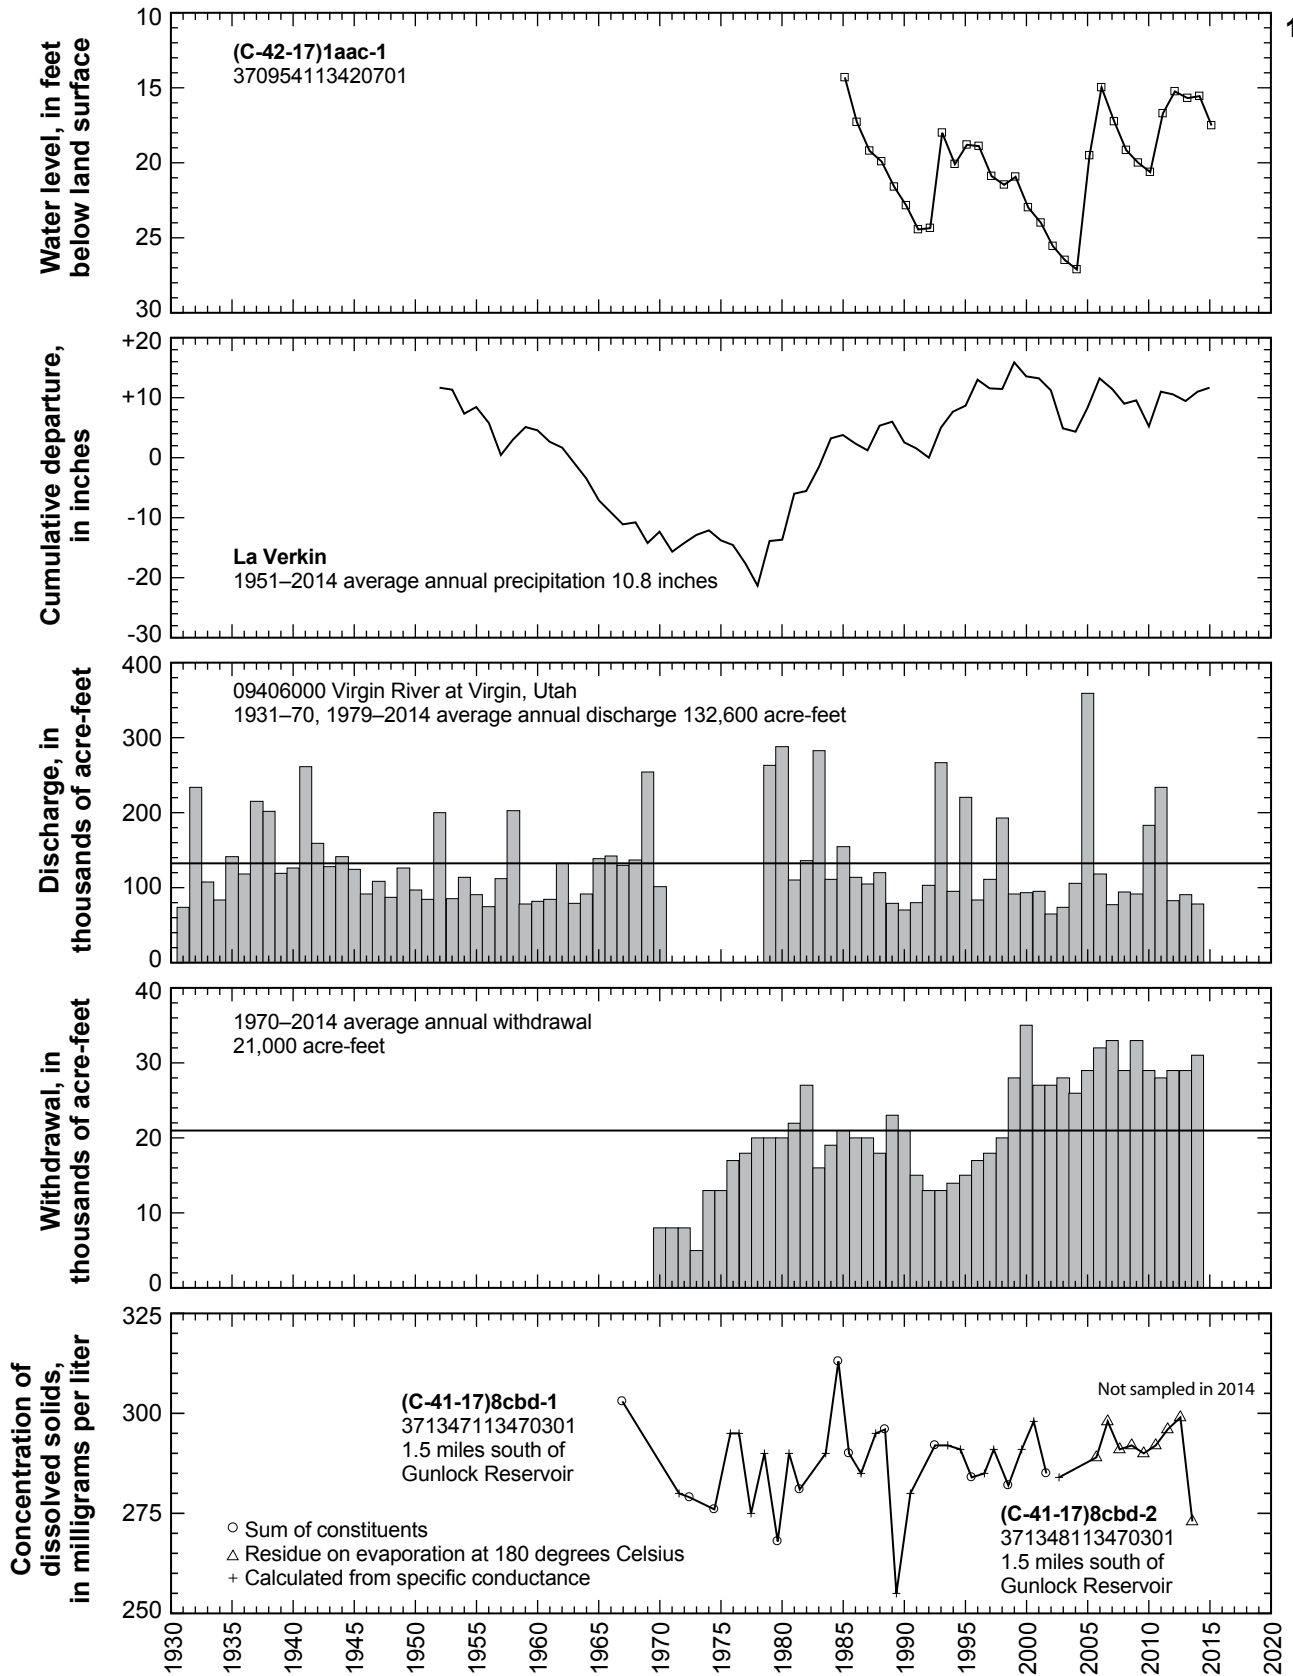 1
Water level, in feet
below land surface
10
15
20
25
30
(C-42-17)1aac-1
370954113420701
Cumulative departure,
in inches
+20
+10
0
-10
-20
-30
La Verkin
1951–2014 average annual precipitation 10.8 inches
Discharge, in
thousands of acre-feet
400
300
200
100
0
09406000 Virgin River at Virgin, Utah
1931–70, 1979–2014 average annual discharge 132,600 acre-feet
Withdrawal, in
thousands of acre-feet
40
30
20
10
0
1970–2014 average annual withdrawal
21,000 acre-feet
Concentration of
dissolved solids,
in milligrams per liter
325
300
275
250
(C-41-17)8cbd-1
371347113470301
1.5 miles south of
Gunlock Reservoir
Not sampled in 2014
(C-41-17)8cbd-2
371348113470301
1.5 miles south of
Gunlock Reservoir
Sum of constituents
Residue on evaporation at 180 degrees Celsius
Calculated from specific conductance
1930
1935
1940
1945
1950
1955
1960
1965
1970
1975
1980
1985
1990
1995
2000
2005
2010
2015
2020